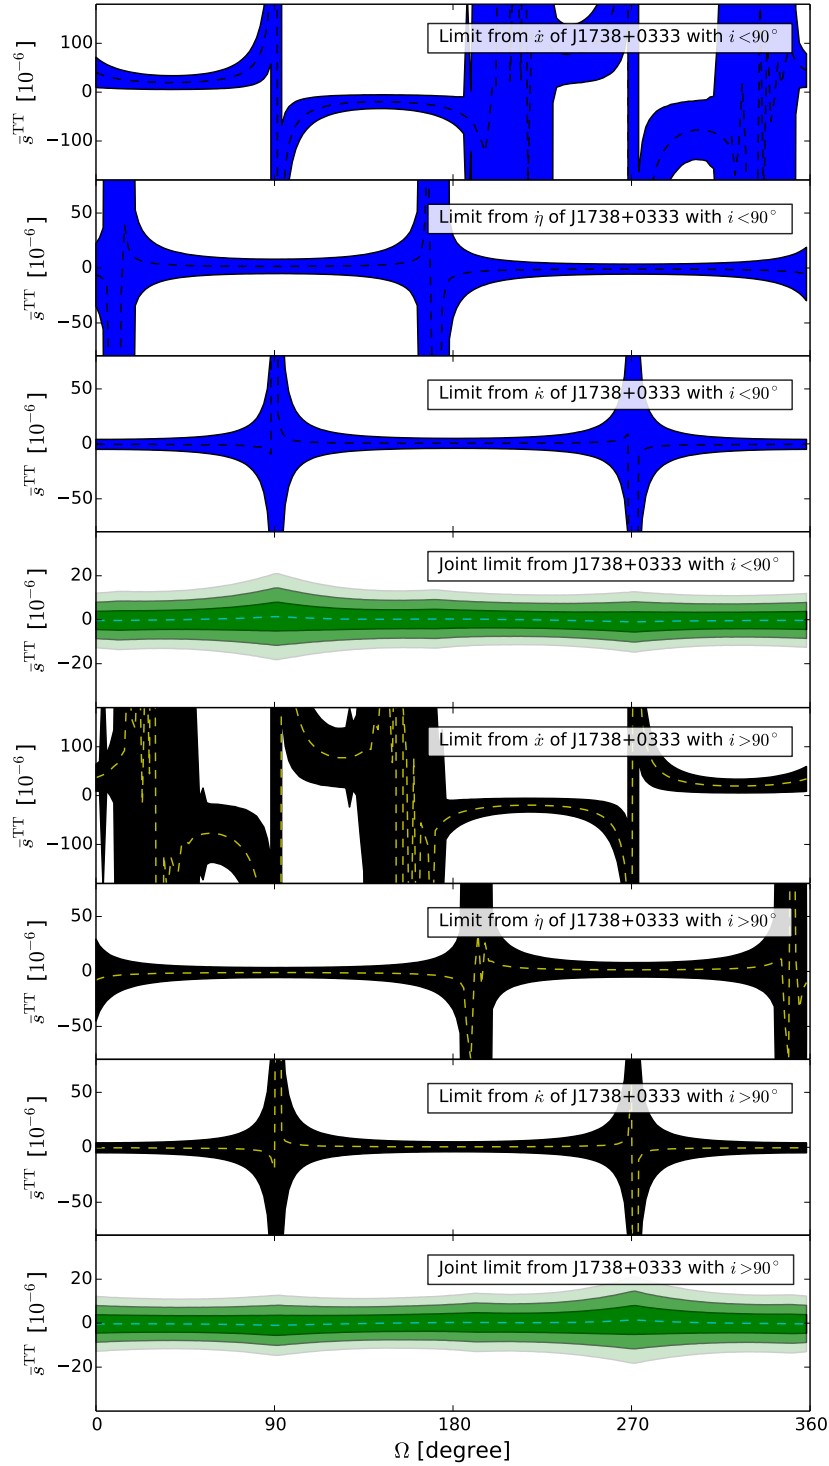 Limit from ẋ of J1738+0333 with i<90°
100
0
−100
s̄^TT [10⁻⁶]
Limit from η̇ of J1738+0333 with i<90°
50
0
−50
s̄^TT [10⁻⁶]
Limit from κ̇ of J1738+0333 with i<90°
50
0
−50
s̄^TT [10⁻⁶]
Joint limit from J1738+0333 with i<90°
20
0
−20
s̄^TT [10⁻⁶]
Limit from ẋ of J1738+0333 with i>90°
100
0
−100
s̄^TT [10⁻⁶]
Limit from η̇ of J1738+0333 with i>90°
50
0
−50
s̄^TT [10⁻⁶]
Limit from κ̇ of J1738+0333 with i>90°
50
0
−50
s̄^TT [10⁻⁶]
Joint limit from J1738+0333 with i>90°
20
0
−20
s̄^TT [10⁻⁶]
0 90 180 270 360
Ω [degree]